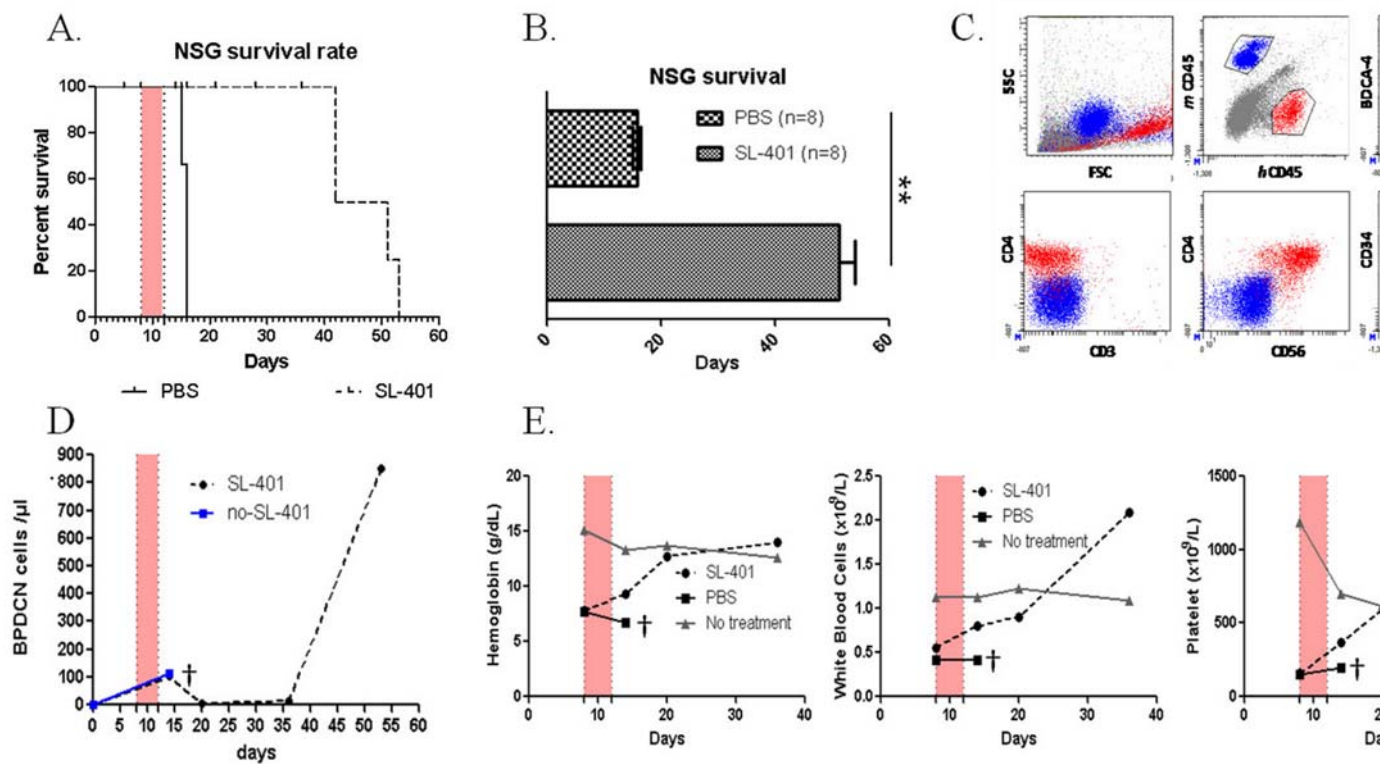 A.
NSG survival rate
Percent survival
100
80
60
40
20
0
0 10 20 30 40 50 60
Days
PBS SL-401
B.
NSG survival
PBS (n=8)
SL-401 (n=8)
**
0 20 40 60
Days
C.
SSC
FSC
m CD45
h CD45
BDCA-4
CD4
CD3
CD4
CD56
CD34
D
BPDCN cells /µl
900
800
700
600
500
400
300
200
100
0
SL-401
no-SL-401
†
0 5 8 10 15 20 25 30 35 40 45 50 55 60
days
E.
Hemoglobin (g/dL)
20
15
10
5
0
SL-401
PBS
No treatment
†
0 10 20 30 40
Days
White Blood Cells (x10⁹/L)
2.5
2.0
1.5
1.0
0.5
0.0
SL-401
PBS
No treatment
†
0 10 20 30 40
Days
Platelet (x10⁹/L)
1500
1000
500
0
†
0 10 20
Da